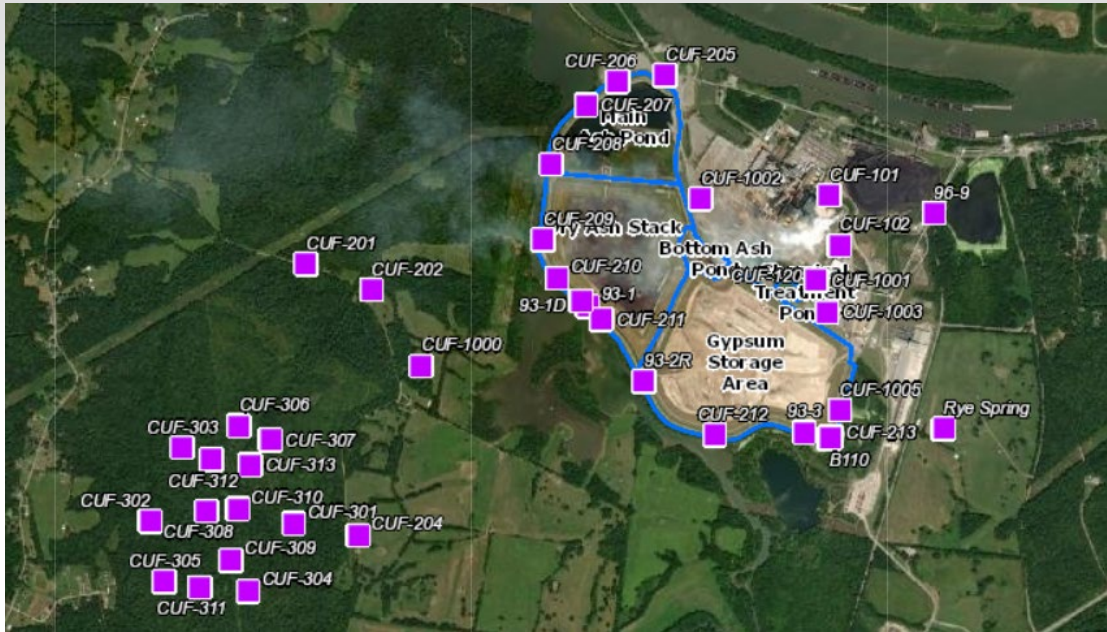 CUF-206
CUF-205
CUF-207
Main
Ash Pond
CUF-208
CUF-1002
CUF-101
96-9
CUF-209
Dry Ash Stack
CUF-102
CUF-201
Bottom Ash
Pond
CUF-210
CUF-120
Chemical
CUF-1001
CUF-202
93-1
93-1D
Treatment
Pond
CUF-1003
CUF-211
Gypsum
Storage
Area
CUF-1000
93-2R
CUF-1005
CUF-306
CUF-303
CUF-307
CUF-212
93-3
CUF-213
Rye Spring
B110
CUF-313
CUF-312
CUF-302
CUF-310
CUF-308
CUF-301
CUF-204
CUF-305
CUF-309
CUF-304
CUF-311